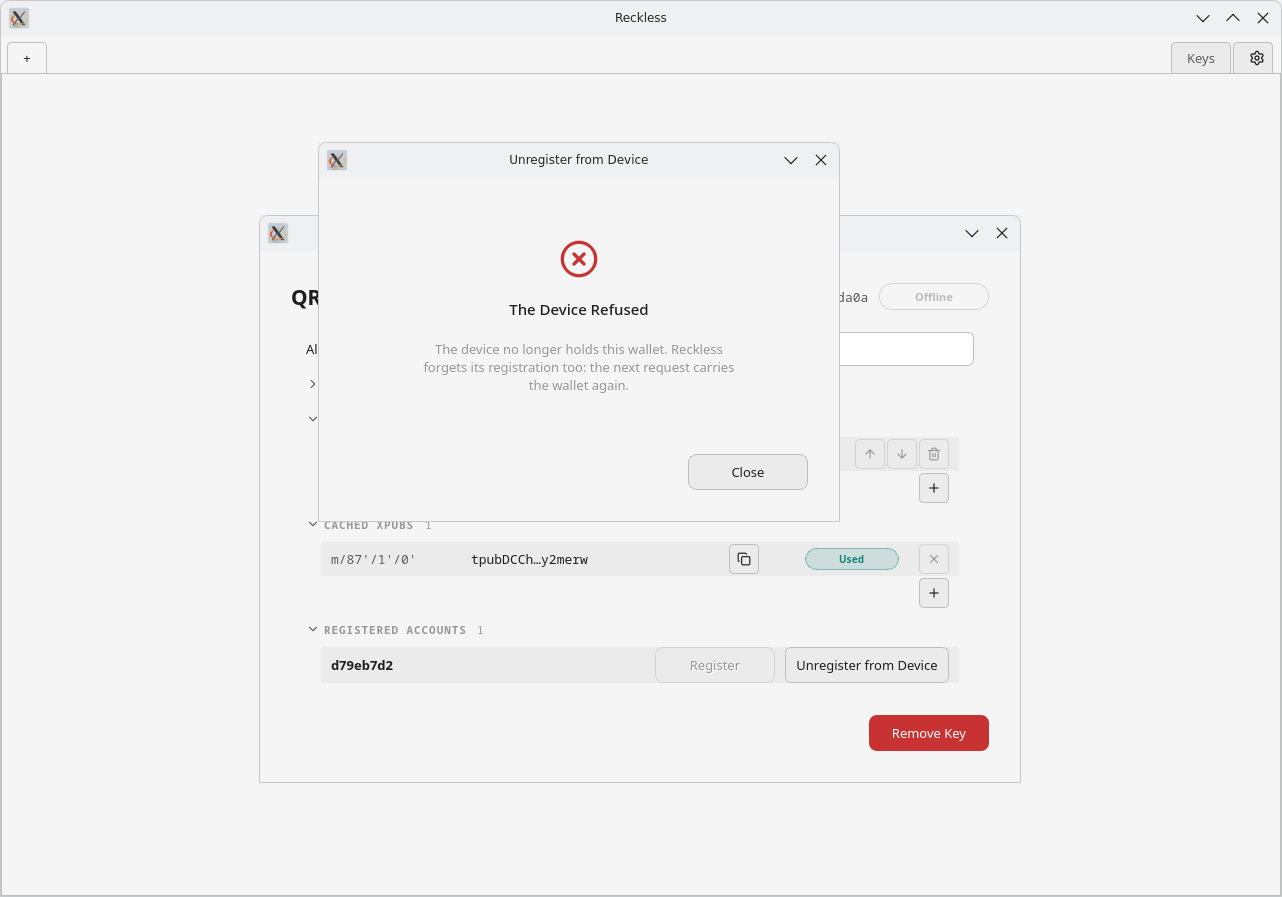 Reckless
+
Keys
Unregister from Device
QR
da0a
Offline
The Device Refused
Al
The device no longer holds this wallet. Reckless
forgets its registration too: the next request carries
the wallet again.
Close
+
CACHED XPUBS 1
m/87'/1'/0'
tpubDCCh…y2merw
Used
+
REGISTERED ACCOUNTS 1
d79eb7d2
Register
Unregister from Device
Remove Key